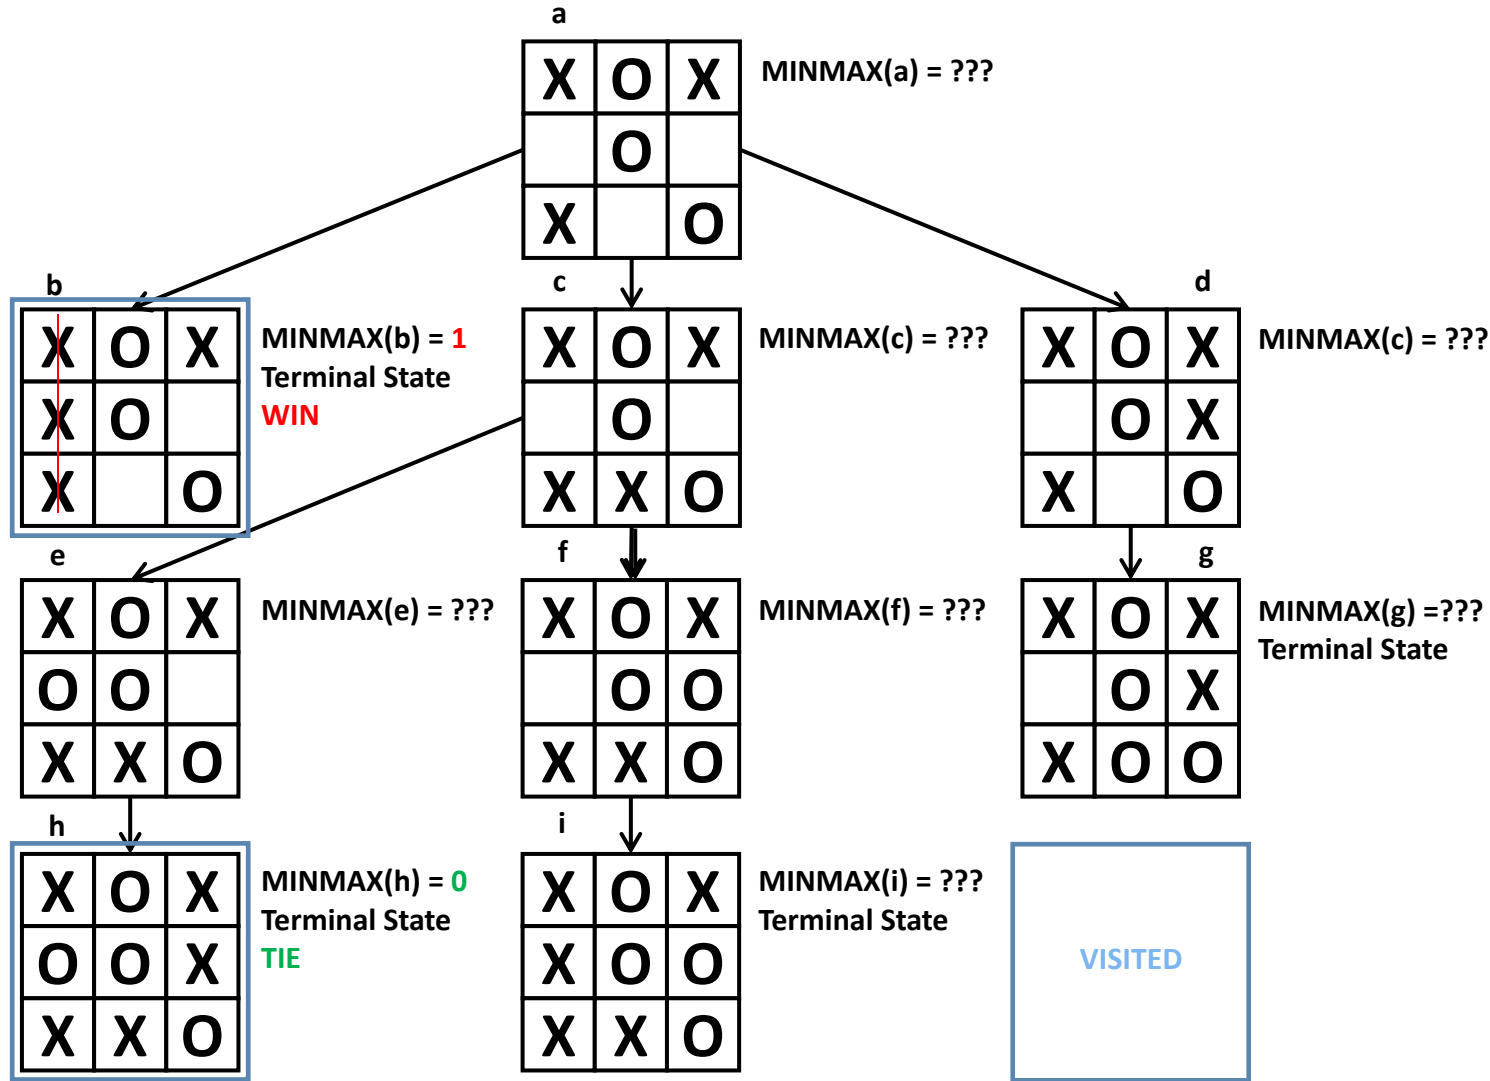 a
X O X
O
X O
MINMAX(a) = ???
b
X O X
X O
X O
MINMAX(b) = 1
Terminal State
WIN
c
X O X
O
X X O
MINMAX(c) = ???
d
X O X
O X
X O
MINMAX(c) = ???
e
X O X
O O
X X O
MINMAX(e) = ???
f
X O X
O O
X X O
MINMAX(f) = ???
g
X O X
O X
X O O
MINMAX(g) =???
Terminal State
h
X O X
O O X
X X O
MINMAX(h) = 0
Terminal State
TIE
i
X O X
X O O
X X O
MINMAX(i) = ???
Terminal State
VISITED